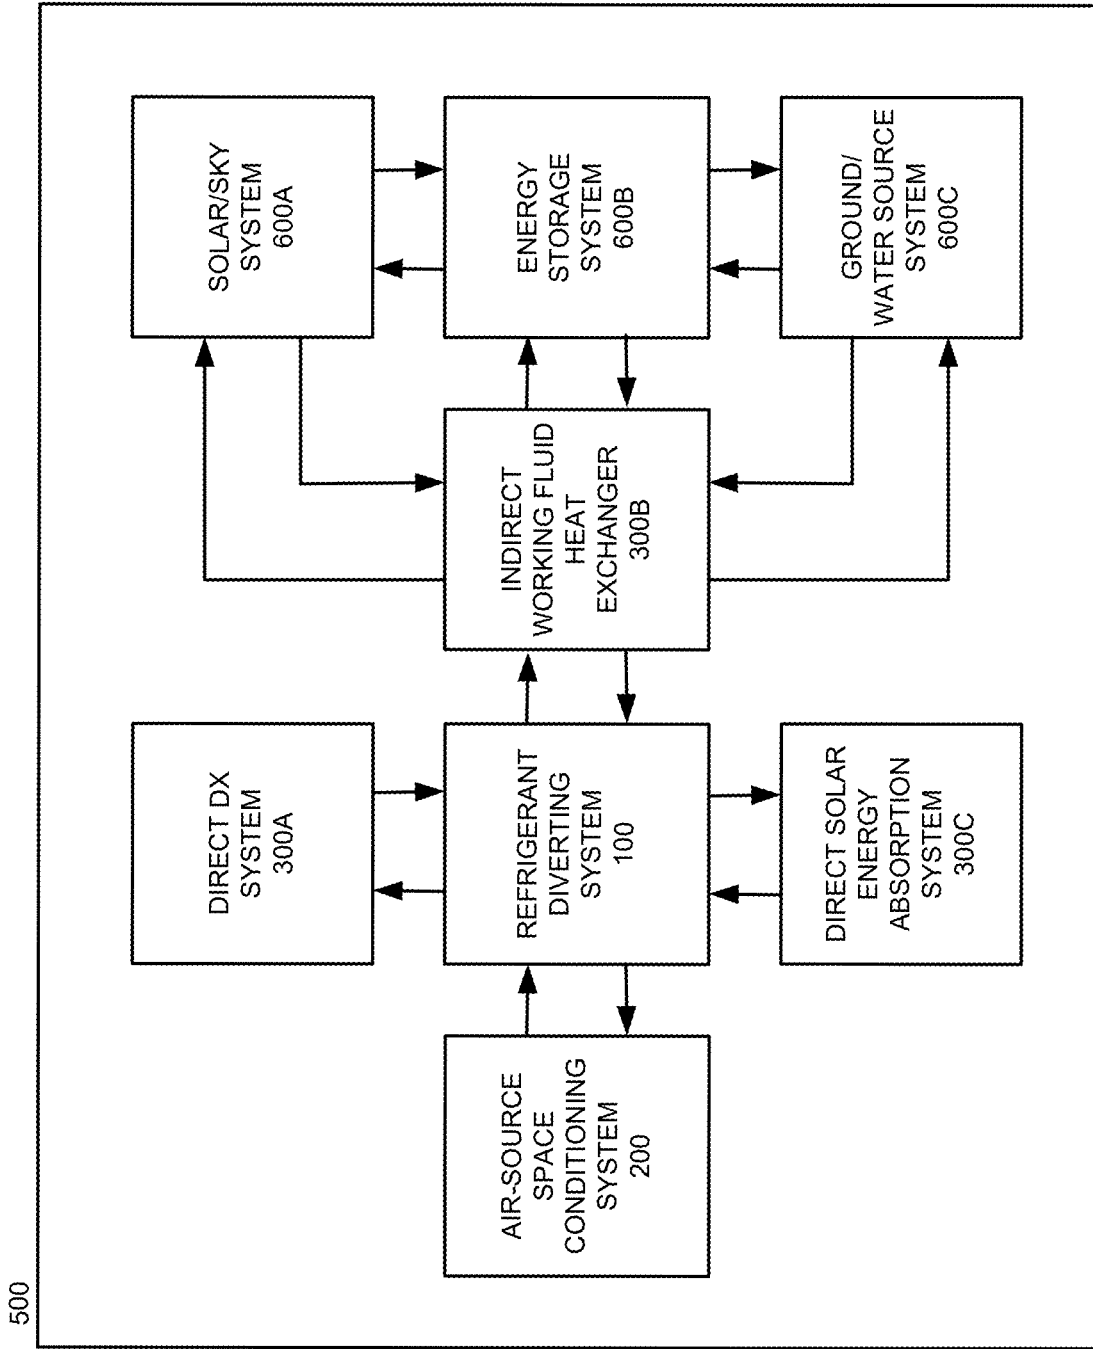 500
DIRECT DX
SYSTEM
300A
SOLAR/SKY
SYSTEM
600A
AIR-SOURCE
SPACE
CONDITIONING
SYSTEM
200
REFRIGERANT
DIVERTING
SYSTEM
100
INDIRECT
WORKING FLUID
HEAT
EXCHANGER
300B
ENERGY
STORAGE
SYSTEM
600B
DIRECT SOLAR
ENERGY
ABSORPTION
SYSTEM
300C
GROUND/
WATER SOURCE
SYSTEM
600C